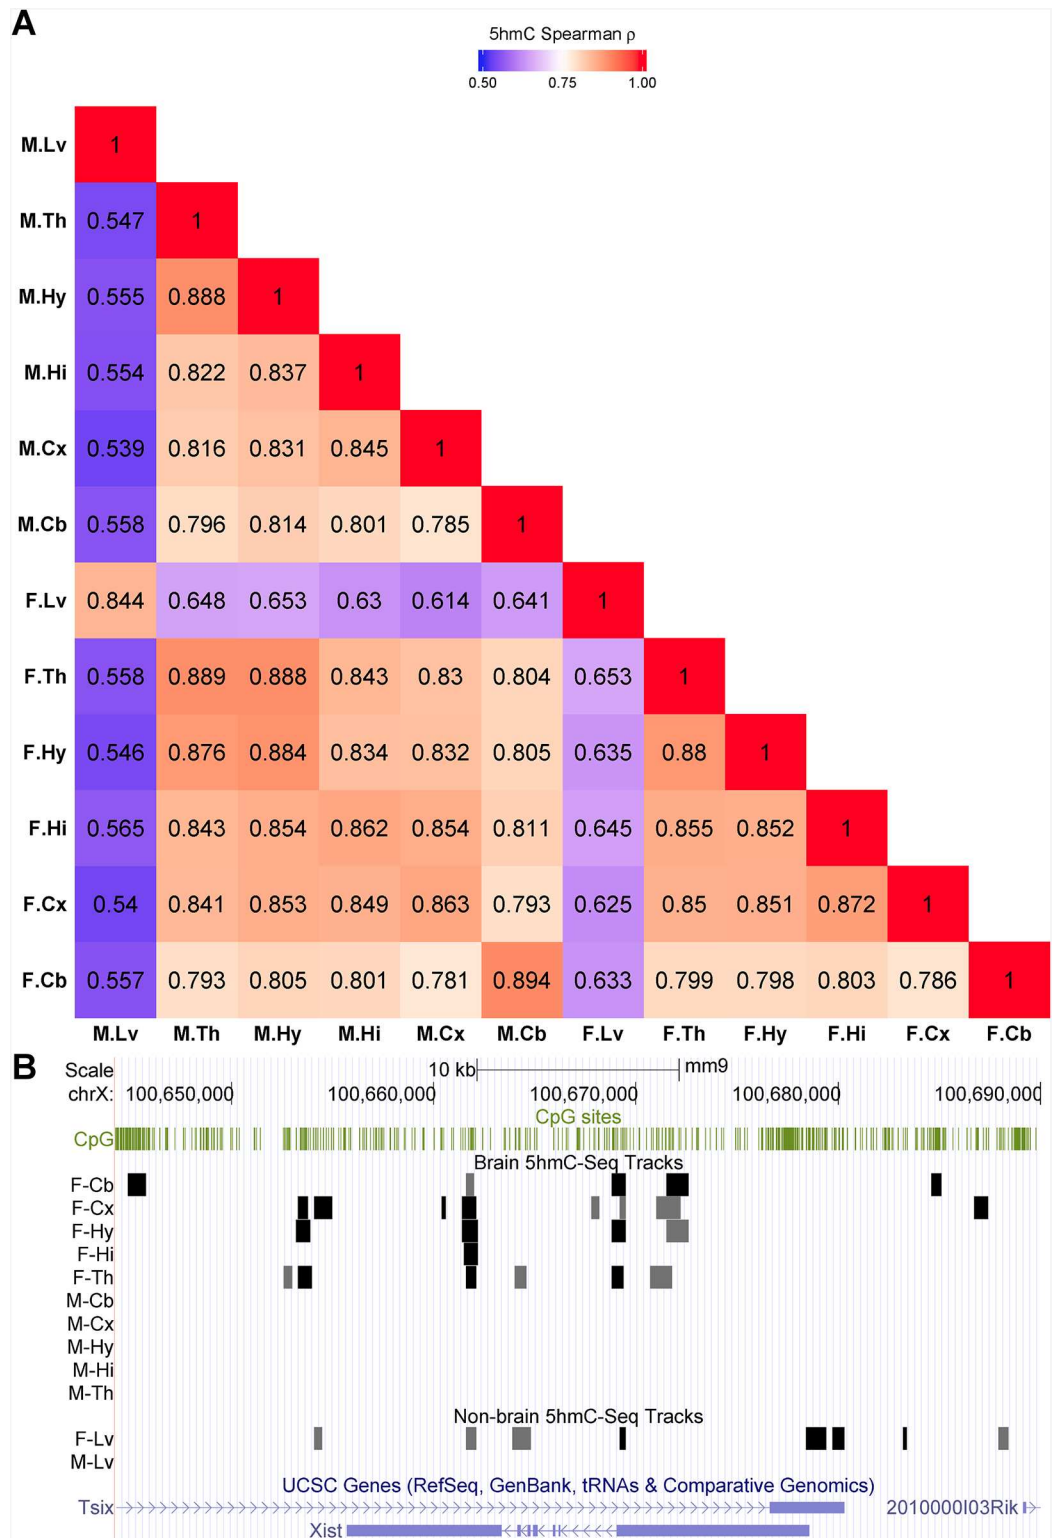 A
5hmC Spearman ρ
0.50 0.75 1.00
M.Lv 1
M.Th 0.547 1
M.Hy 0.555 0.888 1
M.Hi 0.554 0.822 0.837 1
M.Cx 0.539 0.816 0.831 0.845 1
M.Cb 0.558 0.796 0.814 0.801 0.785 1
F.Lv 0.844 0.648 0.653 0.63 0.614 0.641 1
F.Th 0.558 0.889 0.888 0.843 0.83 0.804 0.653 1
F.Hy 0.546 0.876 0.884 0.834 0.832 0.805 0.635 0.88 1
F.Hi 0.565 0.843 0.854 0.862 0.854 0.811 0.645 0.855 0.852 1
F.Cx 0.54 0.841 0.853 0.849 0.863 0.793 0.625 0.85 0.851 0.872 1
F.Cb 0.557 0.793 0.805 0.801 0.781 0.894 0.633 0.799 0.798 0.803 0.786 1
M.Lv M.Th M.Hy M.Hi M.Cx M.Cb F.Lv F.Th F.Hy F.Hi F.Cx F.Cb
B
Scale 10 kb mm9
chrX: 100,650,000 100,660,000 100,670,000 100,680,000 100,690,000
CpG sites
CpG
Brain 5hmC-Seq Tracks
F-Cb
F-Cx
F-Hy
F-Hi
F-Th
M-Cb
M-Cx
M-Hy
M-Hi
M-Th
Non-brain 5hmC-Seq Tracks
F-Lv
M-Lv
UCSC Genes (RefSeq, GenBank, tRNAs & Comparative Genomics)
Tsix 2010000I03Rik
Xist